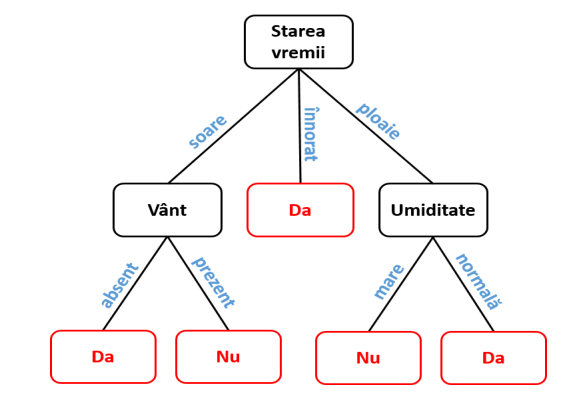 Starea
vremii
soare
înnorat
ploaie
Vânt
Da
Umiditate
absent
prezent
mare
normală
Da
Nu
Nu
Da